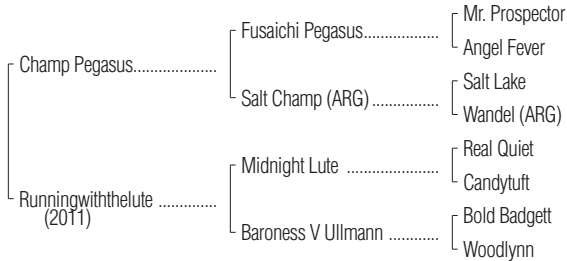 Mr. Prospector
Fusaichi Pegasus..................
Angel Fever
Champ Pegasus....................
Salt Lake
Salt Champ (ARG) ................
Wandel (ARG)
Real Quiet
Midnight Lute ......................
Candytuft
Runningwiththelute ..............
(2011)
Bold Badgett
Baroness V Ullmann ............
Woodlynn